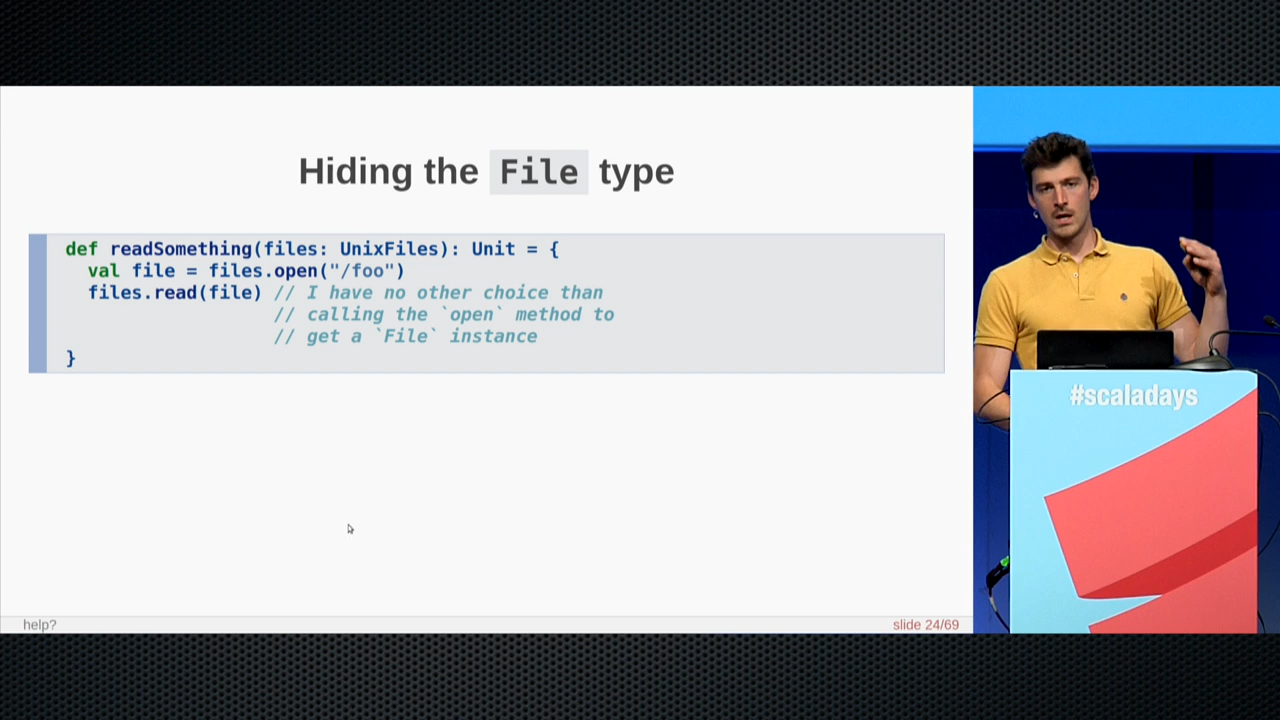 Hiding the File type
def readSomething(files: UnixFiles): Unit = {
  val file = files.open("/foo")
  files.read(file) // I have no other choice than
                   // calling the `open` method to
                   // get a `File` instance
}
help?
slide 24/69
#scaladays